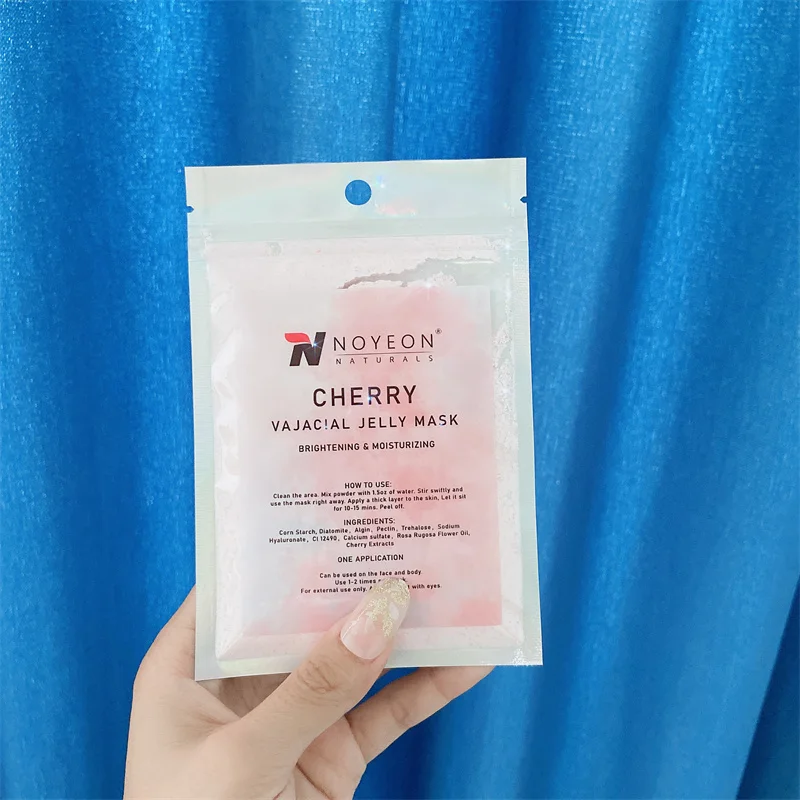 N NOYEON®
NATURALS
CHERRY
VAJAC!AL JELLY MASK
BRIGHTENING & MOISTURIZING
HOW TO USE:
Clean the area. Mix powder with 1.5oz of water. Stir swiftly and
use the mask right away. Apply a thick layer to the skin, Let it sit
for 10-15 mins. Peel off.
INGREDIENTS:
Corn Starch, Diatomite, Algin, Pectin, Trehalose, Sodium
Hyaluronate, CI 12490, Calcium sulfate, Rosa Rugosa Flower Oil,
Cherry Extracts
ONE APPLICATION
Can be used on the face and body.
Use 1-2 times
For external use only. with eyes.